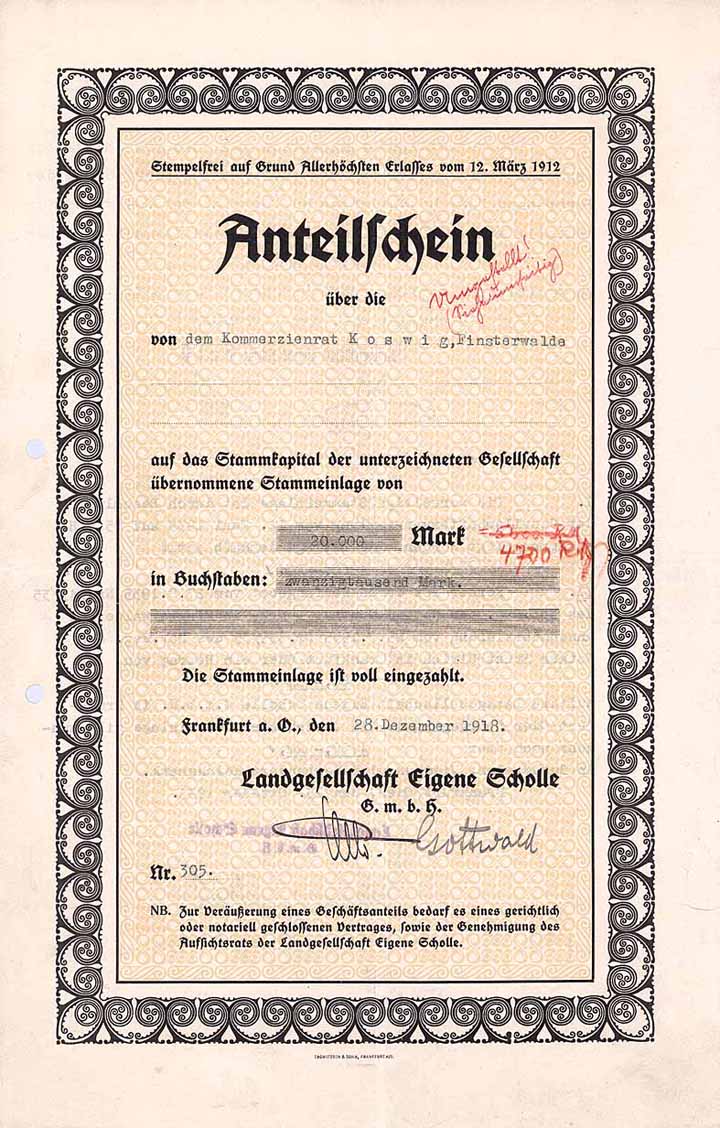 Stempelfrei auf Grund Allerhöchsten Erlasses vom 12. März 1912
Anteilschein
über die
von dem Kommerzienrat K o s w i g, Finsterwalde
auf das Stammkapital der unterzeichneten Gesellschaft
übernommene Stammeinlage von
20.000 Mark = 5000 RM
4700 RM
in Buchstaben: zwanzigtausend Mark.
Die Stammeinlage ist voll eingezahlt.
Frankfurt a. O., den 28.Dezember 1918.
Landgesellschaft Eigene Scholle
G. m. b. H.
Gottwald
Nr. 305.
NB. Zur Veräußerung eines Geschäftsanteils bedarf es eines gerichtlich
oder notariell geschlossenen Vertrages, sowie der Genehmigung des
Aufsichtsrats der Landgesellschaft Eigene Scholle.